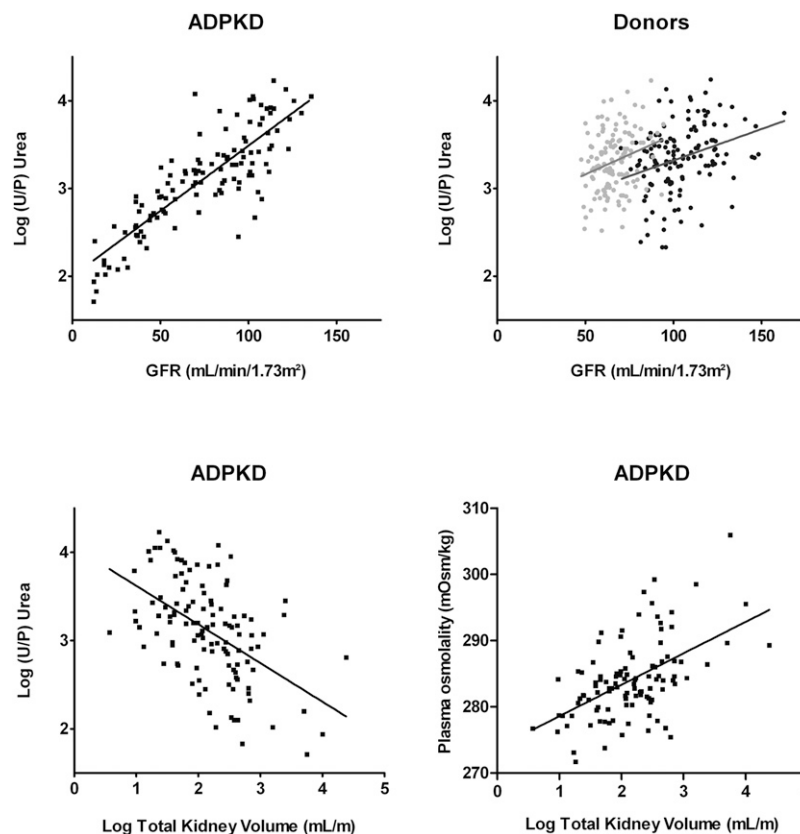 ADPKD
Donors
4
3
2
Log (U/P) Urea
0
50
100
150
GFR (mL/min/1.73m²)
4
3
2
Log (U/P) Urea
0
50
100
150
GFR (mL/min/1.73m²)
ADPKD
ADPKD
4
3
2
Log (U/P) Urea
0
1
2
3
4
5
Log Total Kidney Volume (mL/m)
310
300
290
280
270
Plasma osmolality (mOsm/kg)
0
1
2
3
4
Log Total Kidney Volume (mL/m)